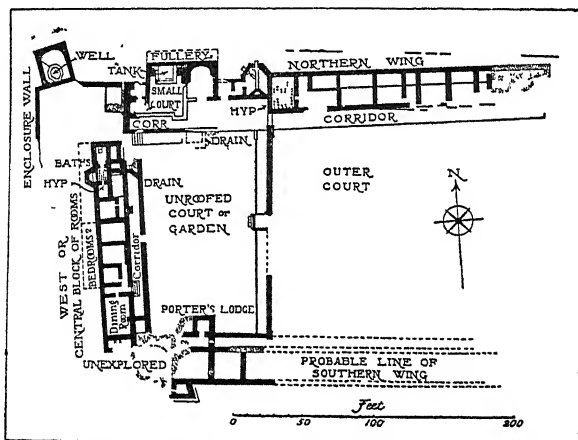 FULLERY
WELL
NORTHERN WING
TANK
SMALL
COURT
ENCLOSURE WALL
HYP
CORR
CORRIDOR
DRAIN
BATHS
OUTER
COURT
HYP
DRAIN
N
UNROOFED
COURT or
GARDEN
WEST OR
CENTRAL BLOCK OF ROOMS
BEDROOMS?
Corridor
Dining
Room
PORTER'S LODGE
UNEXPLORED
PROBABLE LINE OF
SOUTHERN WING
Feet
0 50 100 200